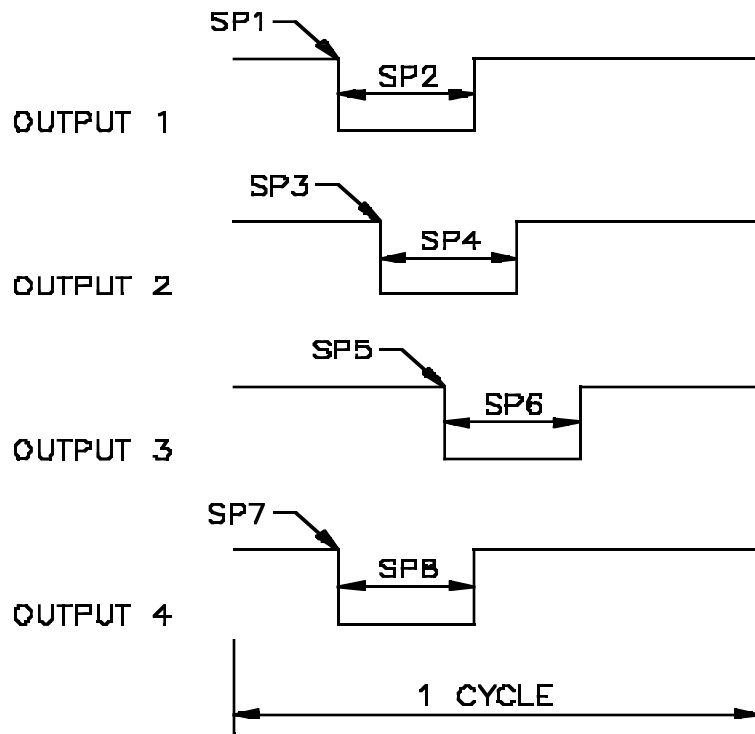 SP1
SP2
OUTPUT 1
SP3
SP4
OUTPUT 2
SP5
SP6
OUTPUT 3
SP7
SP8
OUTPUT 4
1 CYCLE